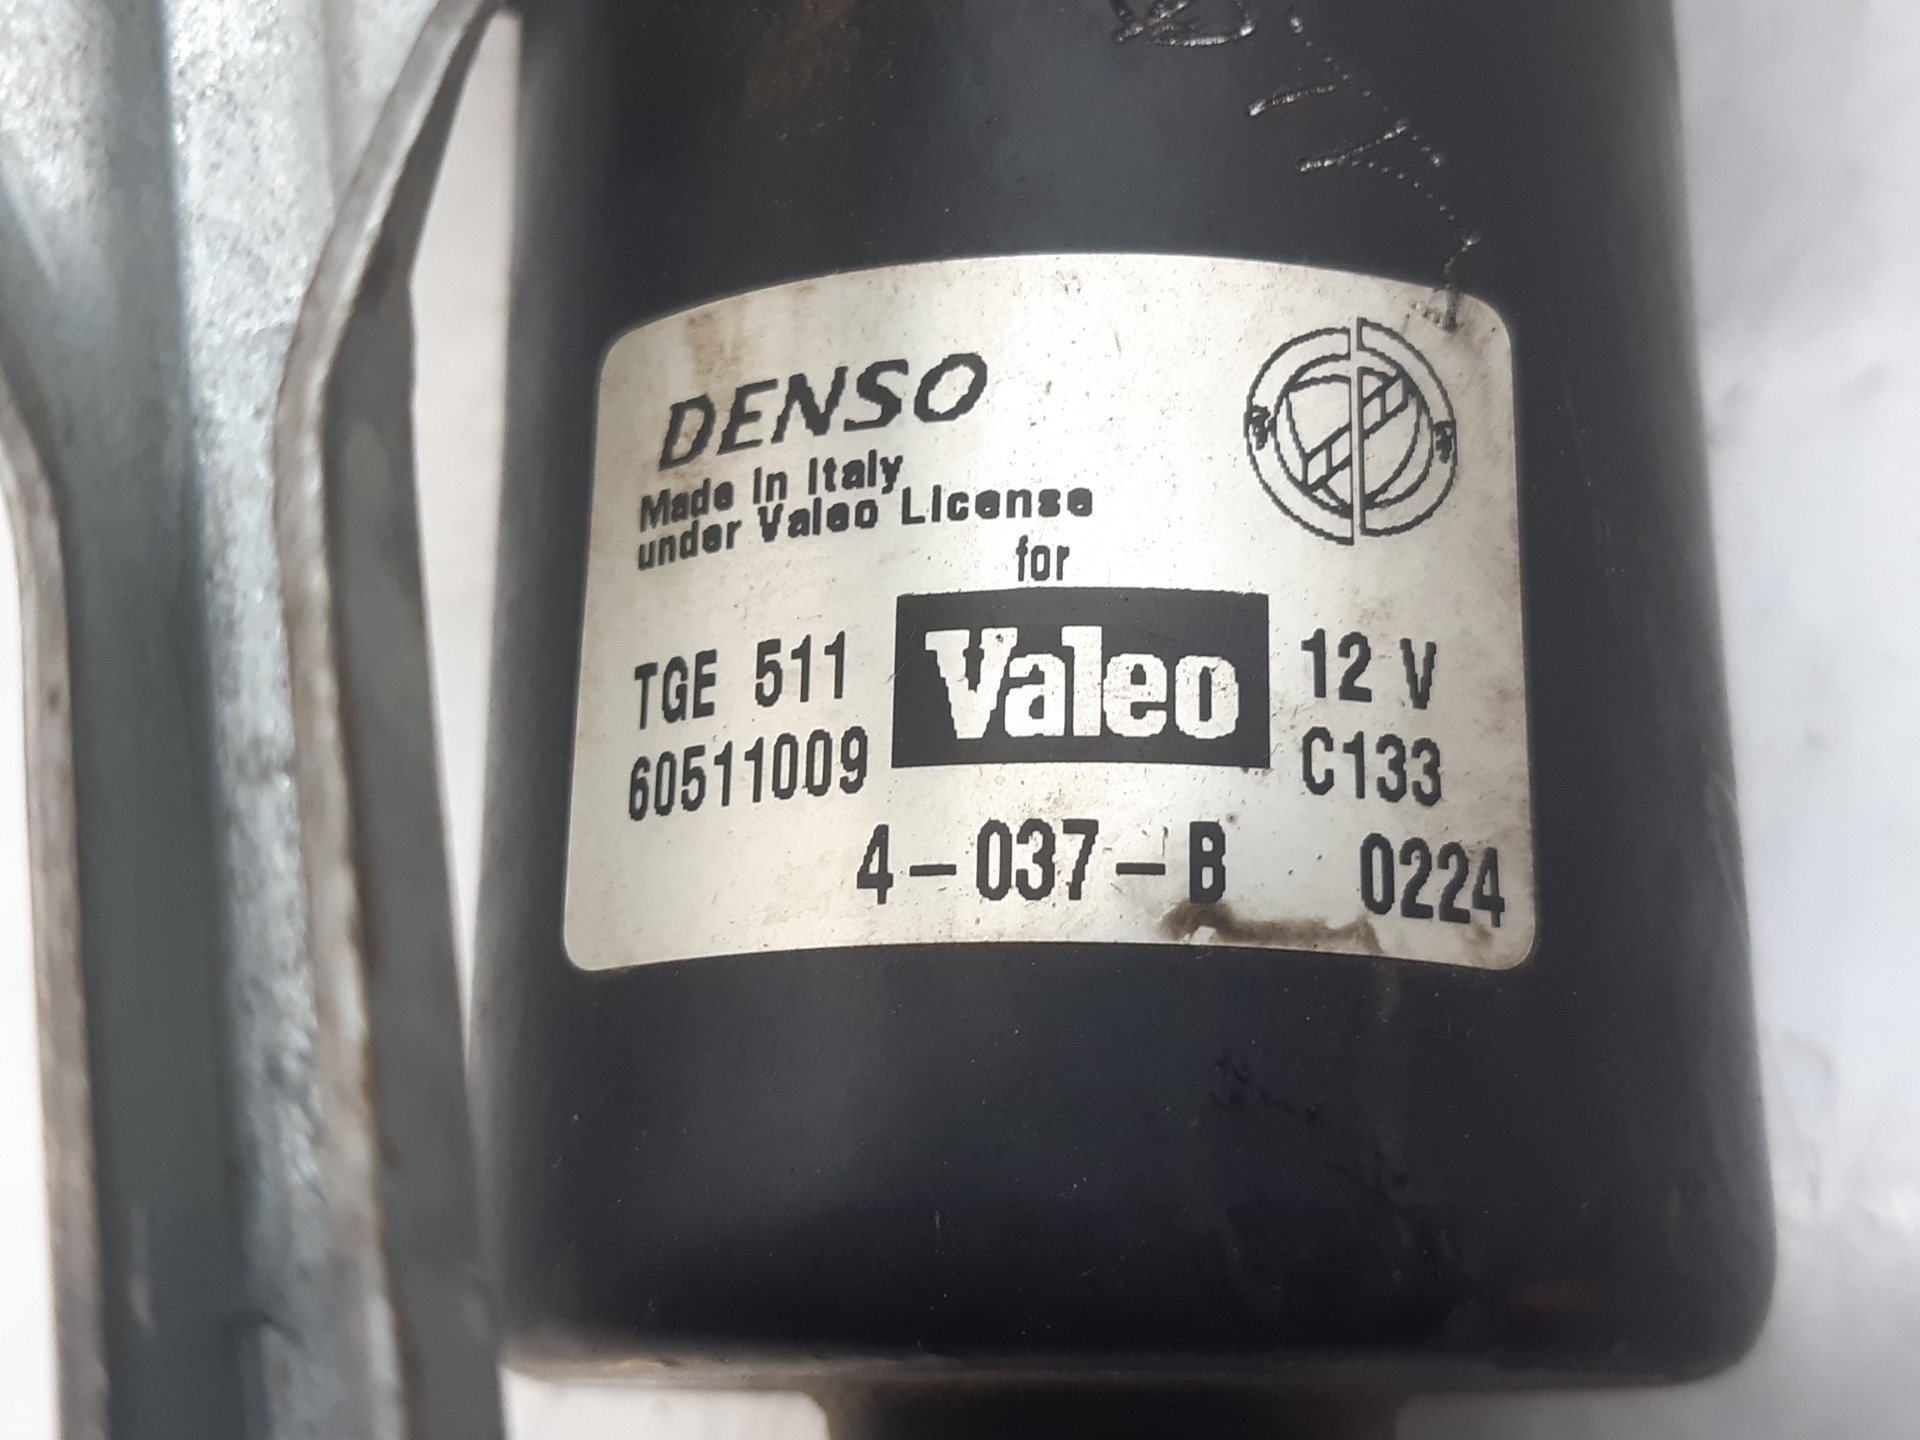 DENSO
Made in Italy
under Valeo License
for
TGE 511 Valeo 12 V
60511009 C133
4-037-B 0224